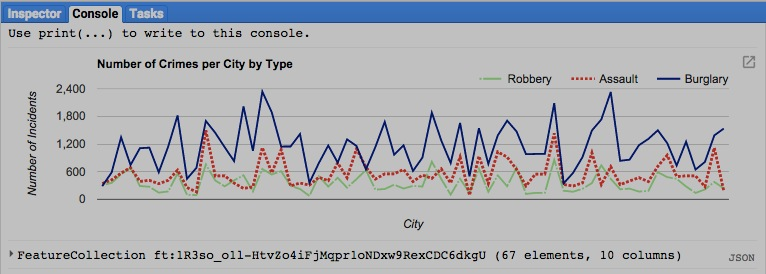 Inspector Console Tasks
Use print(...) to write to this console.
Number of Crimes per City by Type
Robbery Assault Burglary
Number of Incidents
2,400
1,800
1,200
600
0
City
FeatureCollection ft:1R3so_o1l-HtvZo4iFjMqpr1oNDxw9RexCDC6dkgU (67 elements, 10 columns) JSON